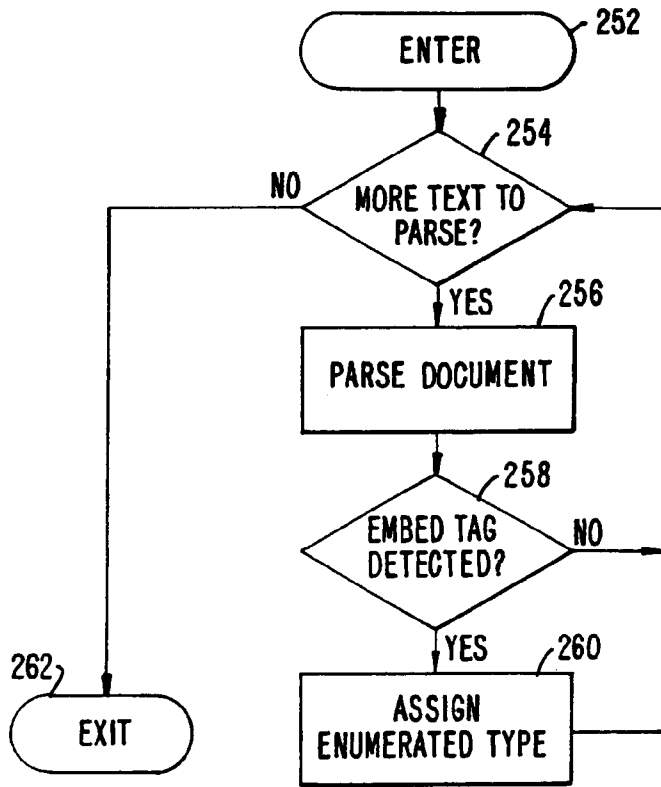 ENTER
252
254
NO
MORE TEXT TO
PARSE?
YES
256
PARSE DOCUMENT
258
EMBED TAG
DETECTED?
NO
YES
260
ASSIGN
ENUMERATED TYPE
262
EXIT